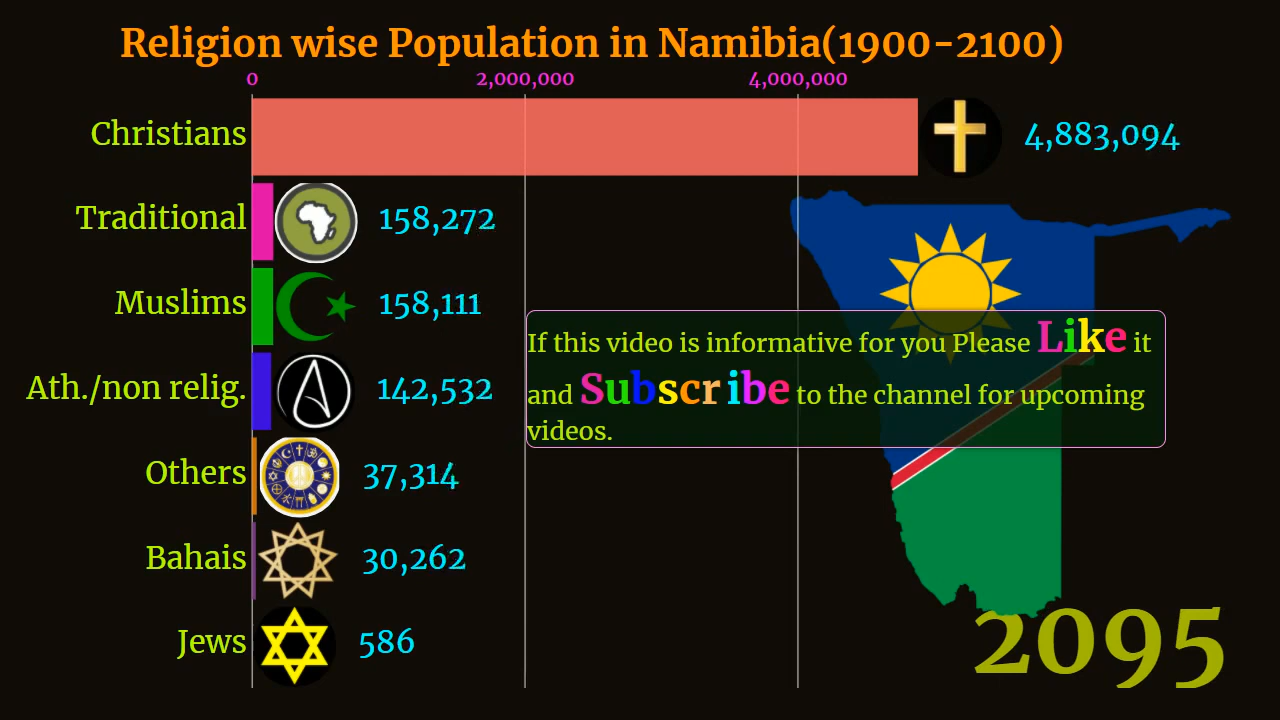 Religion wise Population in Namibia(1900-2100)
0 2,000,000 4,000,000
Christians 4,883,094
Traditional 158,272
Muslims 158,111
If this video is informative for you Please Like it
and Subscribe to the channel for upcoming
videos.
Ath./non relig. 142,532
Others 37,314
Bahais 30,262
Jews 586
2095